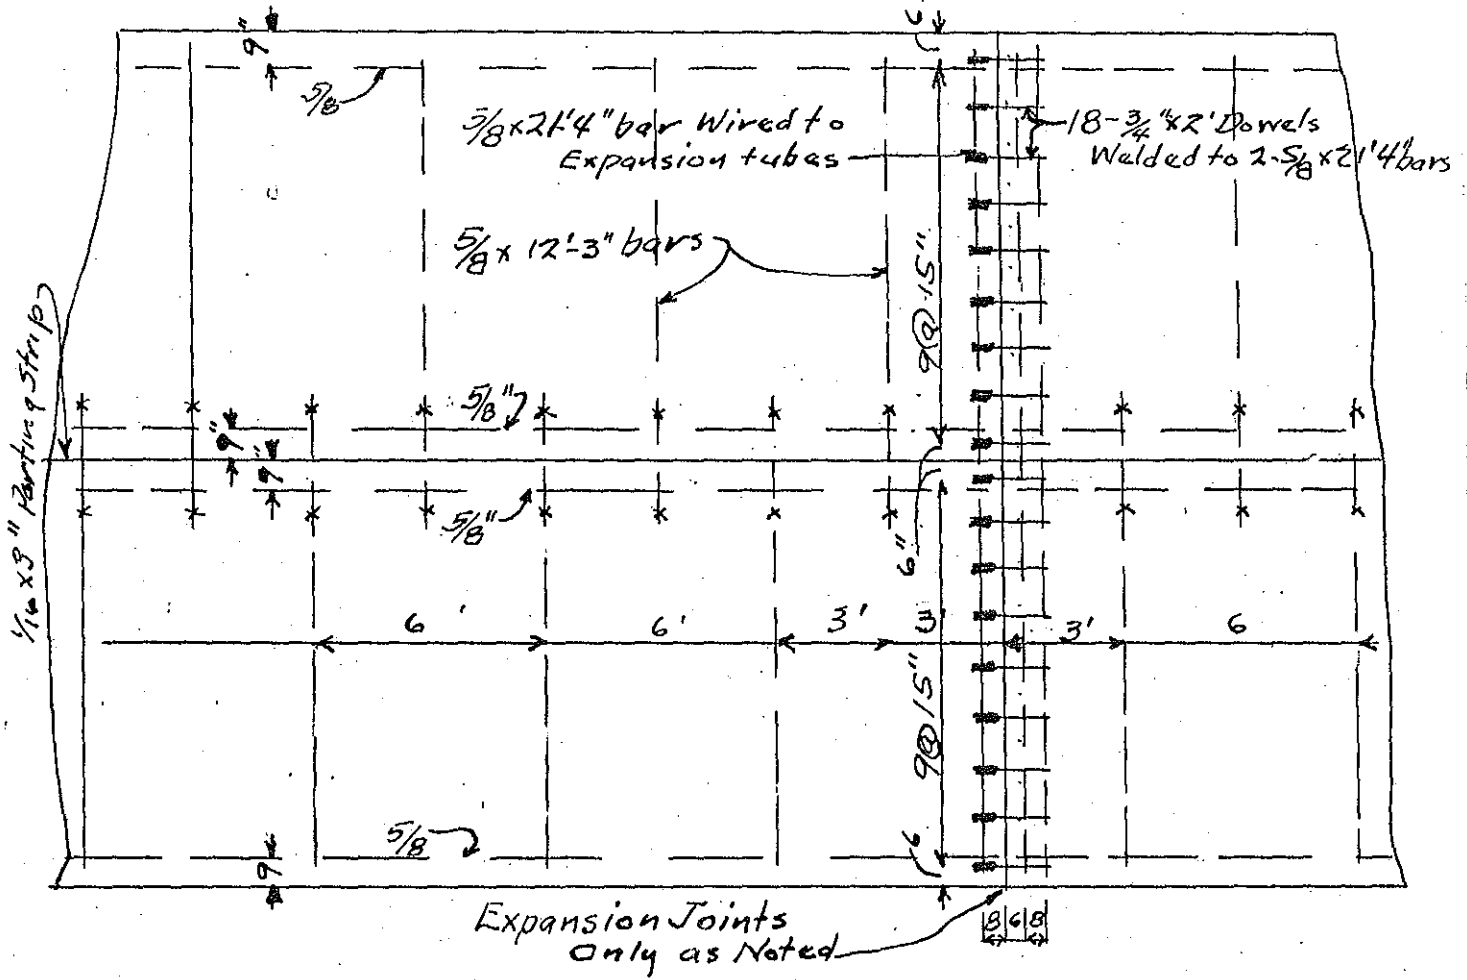 9"
6
5/8
5/8 x 21'4" bar Wired to
Expansion tubes
18-3/4" x 2' Dowels
Welded to 2-5/8 x 21'4" bars
5/8 x 12'-3" bars
9@15"
1/16 x 3" Parting Strip
5/8"
9"
9"
5/8"
6"
6'
6'
3'
3'
3'
6
9@15"
5/8
9
6
8 6 8
Expansion Joints
Only as Noted